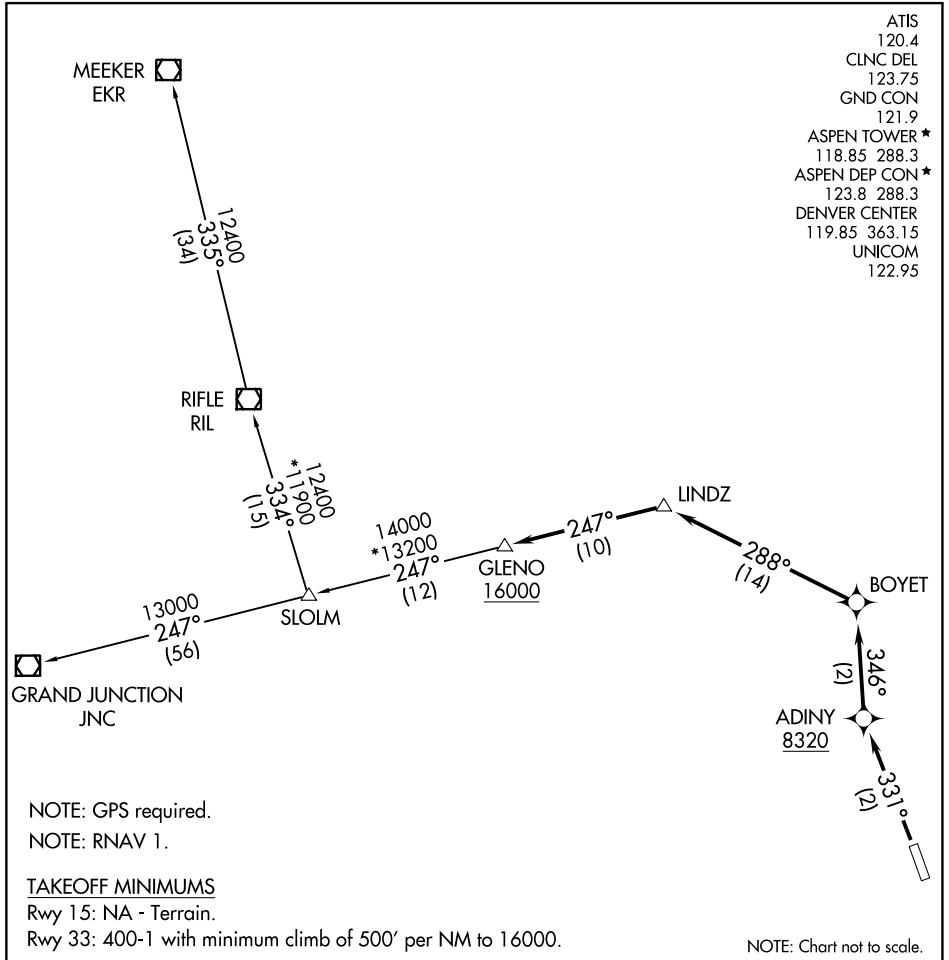 ATIS
120.4
CLNC DEL
123.75
GND CON
121.9
ASPEN TOWER ★
118.85 288.3
ASPEN DEP CON ★
123.8 288.3
DENVER CENTER
119.85 363.15
UNICOM
122.95
MEEKER
EKR
12400
335°
(34)
RIFLE
RIL
12400
*11900
334°
(15)
LINDZ
247°
(10)
14000
*13200
247°
(12)
GLENO
16000
288°
(14)
BOYET
SLOLM
13000
247°
(56)
346°
(2)
GRAND JUNCTION
JNC
ADINY
8320
331°
(2)
NOTE: GPS required.
NOTE: RNAV 1.
TAKEOFF MINIMUMS
Rwy 15: NA - Terrain.
Rwy 33: 400-1 with minimum climb of 500' per NM to 16000.
NOTE: Chart not to scale.